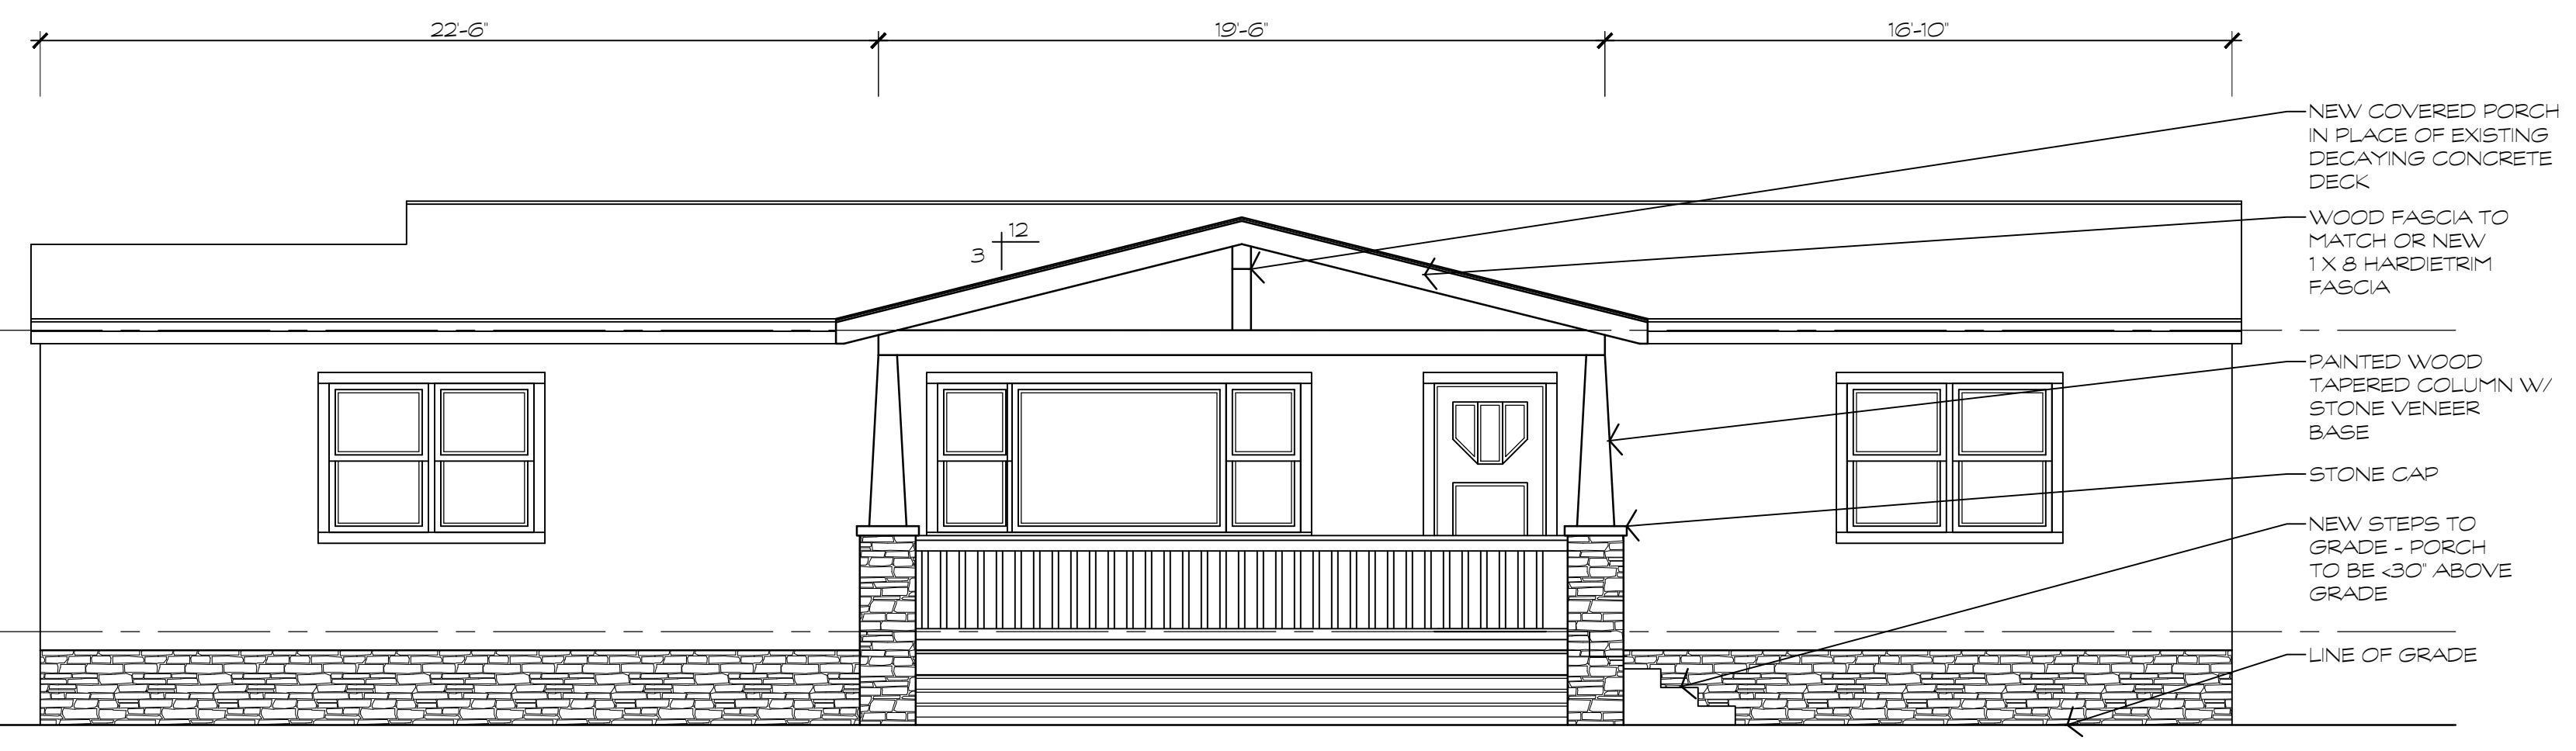 22'-6"
19'-6"
16'-10"
NEW COVERED PORCH
IN PLACE OF EXISTING
DECAYING CONCRETE
DECK
WOOD FASCIA TO
MATCH OR NEW
1 X 8 HARDIETRIM
FASCIA
12
3
PAINTED WOOD
TAPERED COLUMN W/
STONE VENEER
BASE
STONE CAP
NEW STEPS TO
GRADE - PORCH
TO BE <30" ABOVE
GRADE
LINE OF GRADE